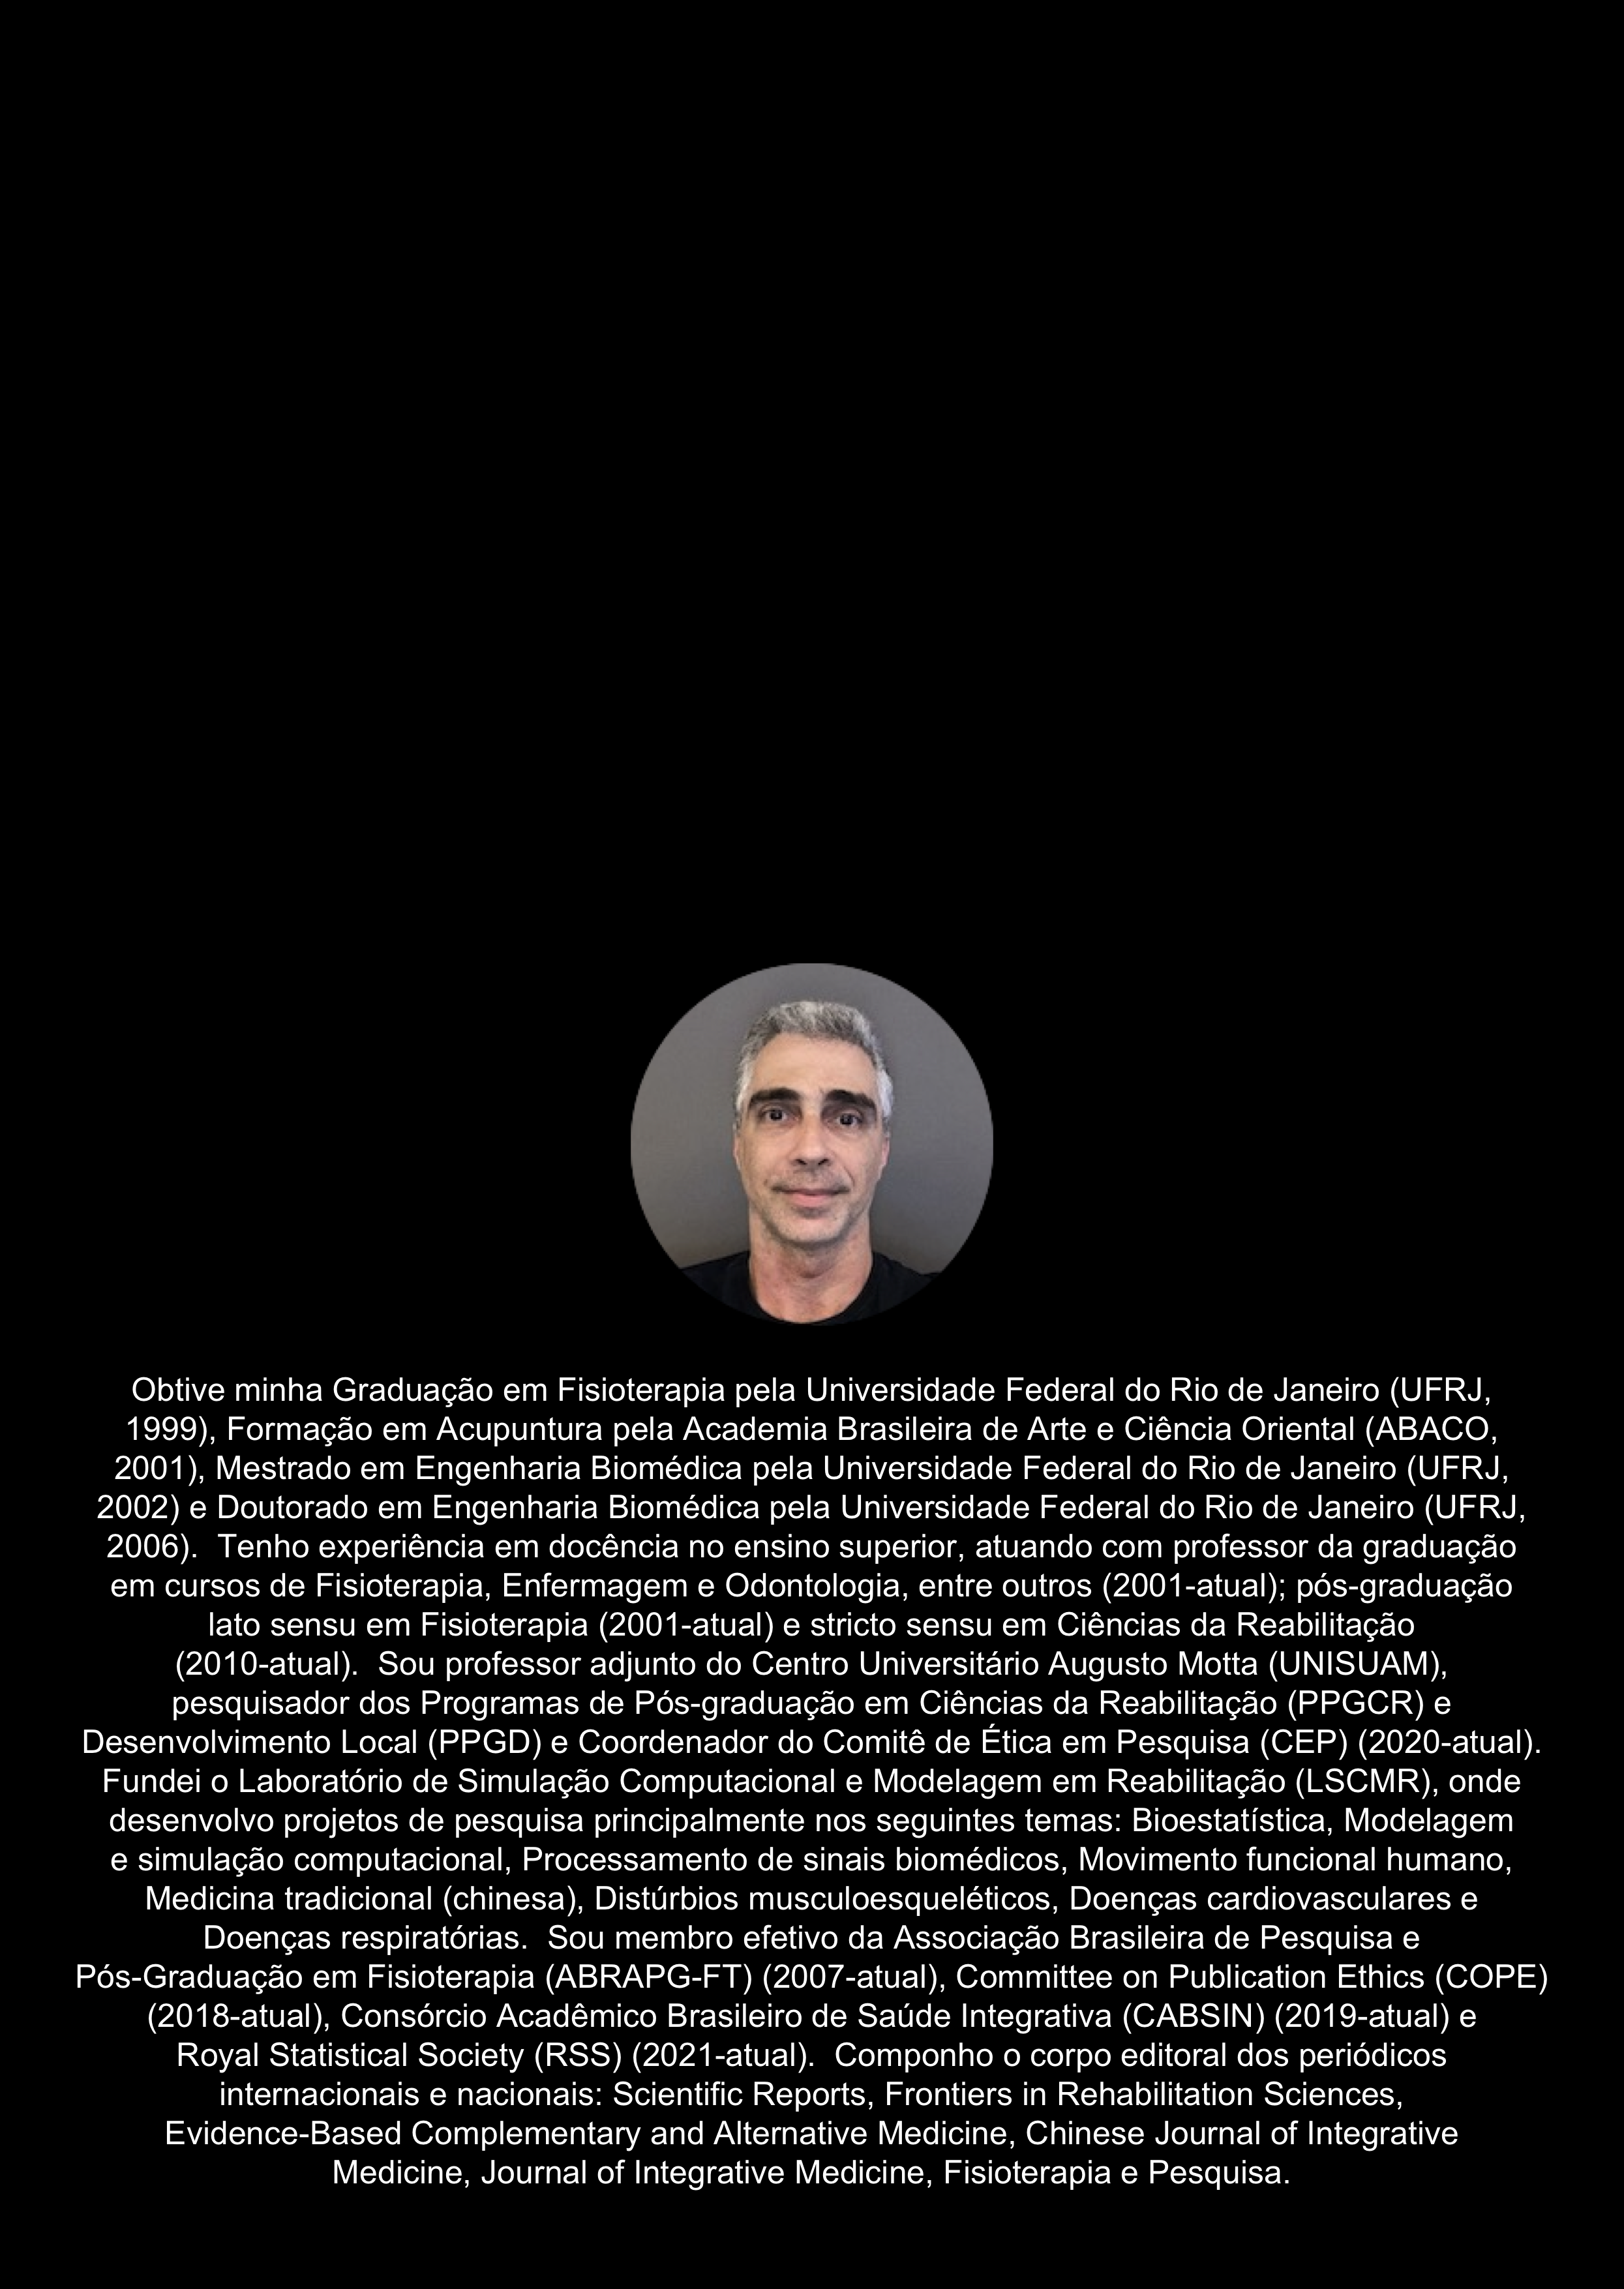 Obtive minha Graduação em Fisioterapia pela Universidade Federal do Rio de Janeiro (UFRJ,
1999), Formação em Acupuntura pela Academia Brasileira de Arte e Ciência Oriental (ABACO,
2001), Mestrado em Engenharia Biomédica pela Universidade Federal do Rio de Janeiro (UFRJ,
2002) e Doutorado em Engenharia Biomédica pela Universidade Federal do Rio de Janeiro (UFRJ,
2006).  Tenho experiência em docência no ensino superior, atuando com professor da graduação
em cursos de Fisioterapia, Enfermagem e Odontologia, entre outros (2001-atual); pós-graduação
lato sensu em Fisioterapia (2001-atual) e stricto sensu em Ciências da Reabilitação
(2010-atual).  Sou professor adjunto do Centro Universitário Augusto Motta (UNISUAM),
pesquisador dos Programas de Pós-graduação em Ciências da Reabilitação (PPGCR) e
Desenvolvimento Local (PPGD) e Coordenador do Comitê de Ética em Pesquisa (CEP) (2020-atual).
Fundei o Laboratório de Simulação Computacional e Modelagem em Reabilitação (LSCMR), onde
desenvolvo projetos de pesquisa principalmente nos seguintes temas: Bioestatística, Modelagem
e simulação computacional, Processamento de sinais biomédicos, Movimento funcional humano,
Medicina tradicional (chinesa), Distúrbios musculoesqueléticos, Doenças cardiovasculares e
Doenças respiratórias.  Sou membro efetivo da Associação Brasileira de Pesquisa e
Pós-Graduação em Fisioterapia (ABRAPG-FT) (2007-atual), Committee on Publication Ethics (COPE)
(2018-atual), Consórcio Acadêmico Brasileiro de Saúde Integrativa (CABSIN) (2019-atual) e
Royal Statistical Society (RSS) (2021-atual).  Componho o corpo editoral dos periódicos
internacionais e nacionais: Scientific Reports, Frontiers in Rehabilitation Sciences,
Evidence-Based Complementary and Alternative Medicine, Chinese Journal of Integrative
Medicine, Journal of Integrative Medicine, Fisioterapia e Pesquisa.